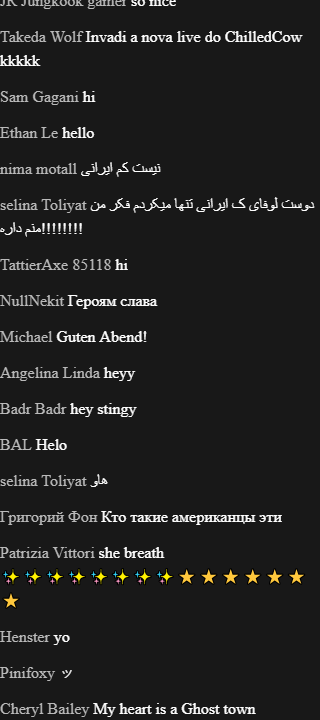 JK Jungkook gamer so nice
Takeda Wolf Invadi a nova live do ChilledCow
kkkkk
Sam Gagani hi
Ethan Le hello
nima motall نیست کم ایرانی
selina Toliyat دوست لوفای ک ایرانی تنها میکردم فکر من
منم داره!!!!!!!!
TattierAxe 85118 hi
NullNekit Героям слава
Michael Guten Abend!
Angelina Linda heyy
Badr Badr hey stingy
BAL Helo
selina Toliyat هاو
Григорий Фон Кто такие американцы эти
Patrizia Vittori she breath
✨ ✨ ✨ ✨ ✨ ✨ ✨ ✨ ⭐ ⭐ ⭐ ⭐ ⭐ ⭐
⭐
Henster yo
Pinifoxy ッ
Cheryl Bailey My heart is a Ghost town